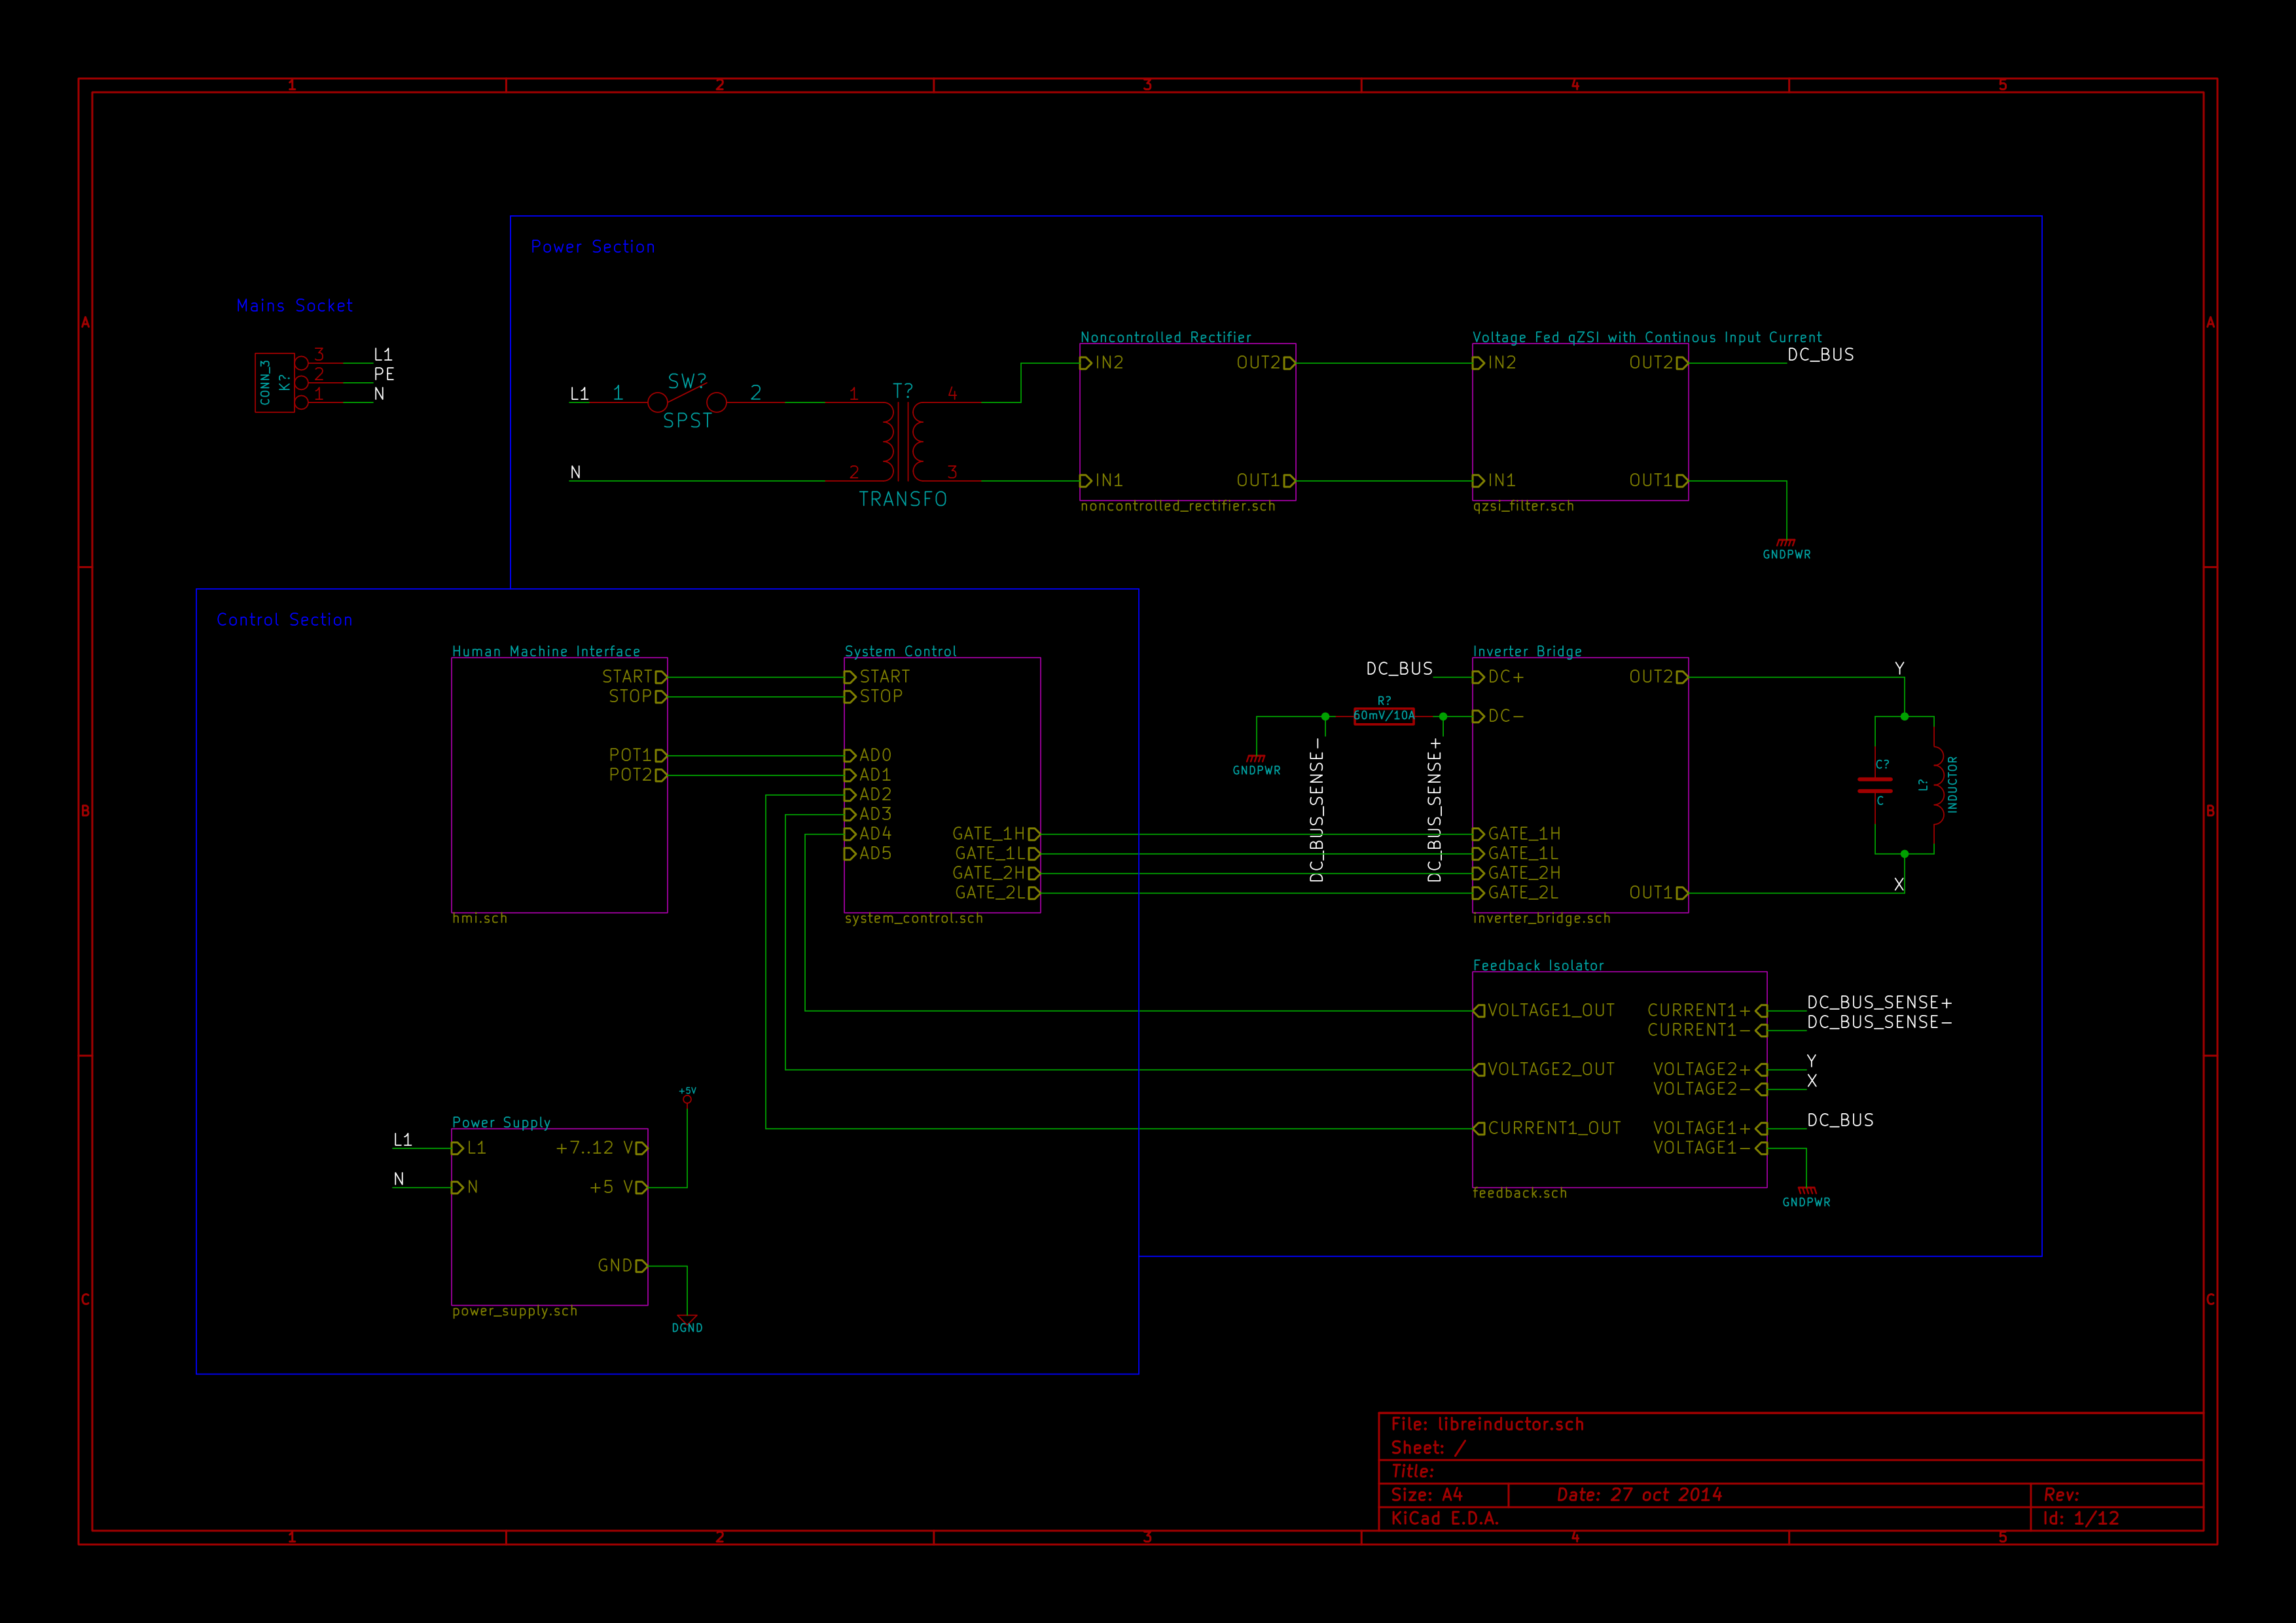 1 2 3 4 5
Power Section
Mains Socket
A A
CONN_3
K?
3 L1
2 PE
1 N
L1 1 SW? 2
SPST
N
1 T? 4
2 3
TRANSFO
Noncontrolled Rectifier
IN2 OUT2
IN1 OUT1
noncontrolled_rectifier.sch
Voltage Fed qZSI with Continous Input Current
IN2 OUT2 DC_BUS
IN1 OUT1
qzsi_filter.sch
GNDPWR
Control Section
Human Machine Interface
START
STOP
POT1
POT2
hmi.sch
System Control
START
STOP
AD0
AD1
AD2
AD3
AD4 GATE_1H
AD5 GATE_1L
GATE_2H
GATE_2L
system_control.sch
DC_BUS
R?
60mV/10A
GNDPWR
DC_BUS_SENSE-
DC_BUS_SENSE+
Inverter Bridge
DC+ OUT2 Y
DC-
GATE_1H
GATE_1L
GATE_2H
GATE_2L OUT1 X
inverter_bridge.sch
C?
C
L?
INDUCTOR
B B
Feedback Isolator
VOLTAGE1_OUT CURRENT1+ DC_BUS_SENSE+
CURRENT1- DC_BUS_SENSE-
VOLTAGE2_OUT VOLTAGE2+ Y
VOLTAGE2- X
CURRENT1_OUT VOLTAGE1+ DC_BUS
VOLTAGE1-
feedback.sch
GNDPWR
+5V
Power Supply
L1 L1 +7..12 V
N N +5 V
GND
power_supply.sch
DGND
C C
File: libreinductor.sch
Sheet: /
Title:
Size: A4 Date: 27 oct 2014 Rev:
KiCad E.D.A. Id: 1/12
1 2 3 4 5